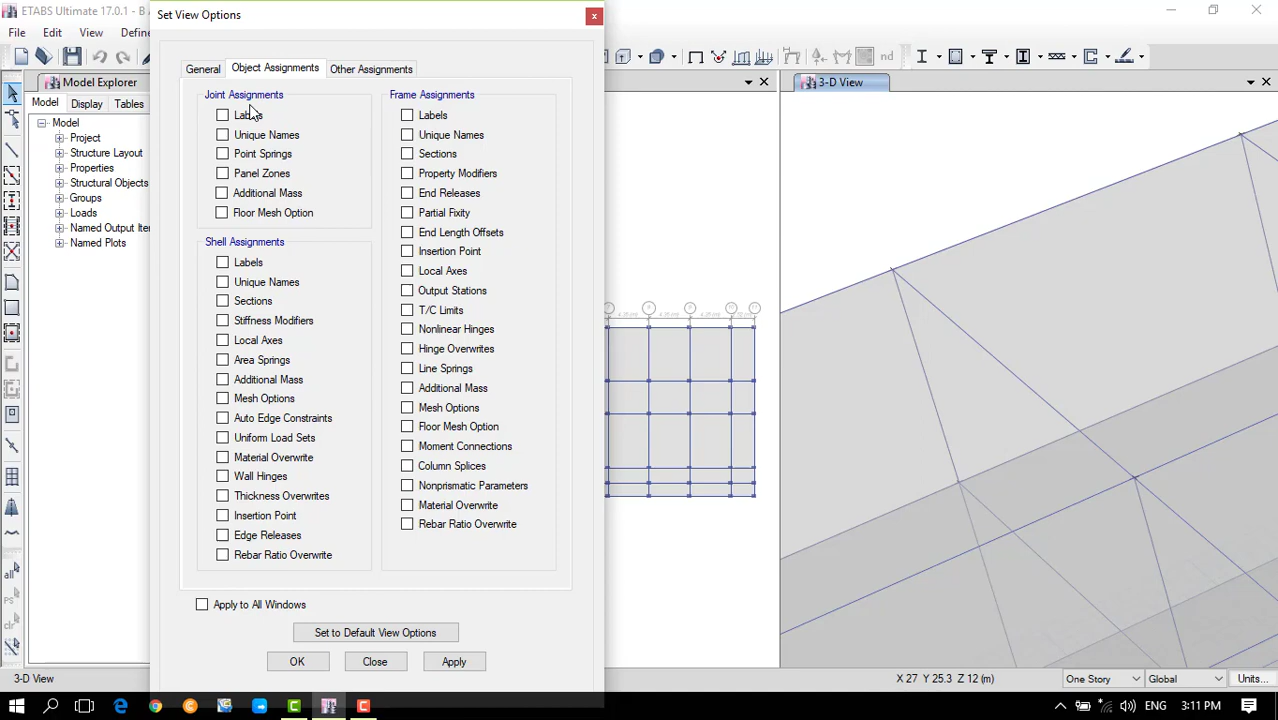 ETABS Ultimate 17.0.1 - B
Set View Options
File
Edit
View
Define
Model Explorer
Model
Display
Tables
Model
Project
Structure Layout
Properties
Structural Objects
Groups
Loads
Named Output Iter
Named Plots
General
Object Assignments
Other Assignments
Joint Assignments
Labels
Unique Names
Point Springs
Panel Zones
Additional Mass
Floor Mesh Option
Shell Assignments
Labels
Unique Names
Sections
Stiffness Modifiers
Local Axes
Area Springs
Additional Mass
Mesh Options
Auto Edge Constraints
Uniform Load Sets
Material Overwrite
Wall Hinges
Thickness Overwrites
Insertion Point
Edge Releases
Rebar Ratio Overwrite
Frame Assignments
Labels
Unique Names
Sections
Property Modifiers
End Releases
Partial Fixity
End Length Offsets
Insertion Point
Local Axes
Output Stations
T/C Limits
Nonlinear Hinges
Hinge Overwrites
Line Springs
Additional Mass
Mesh Options
Floor Mesh Option
Moment Connections
Column Splices
Nonprismatic Parameters
Material Overwrite
Rebar Ratio Overwrite
Apply to All Windows
Set to Default View Options
OK
Close
Apply
nd
3-D View
all
PS
clr
3-D View
X 27 Y 25.3 Z 12 (m)
One Story
Global
Units...
ENG
3:11 PM